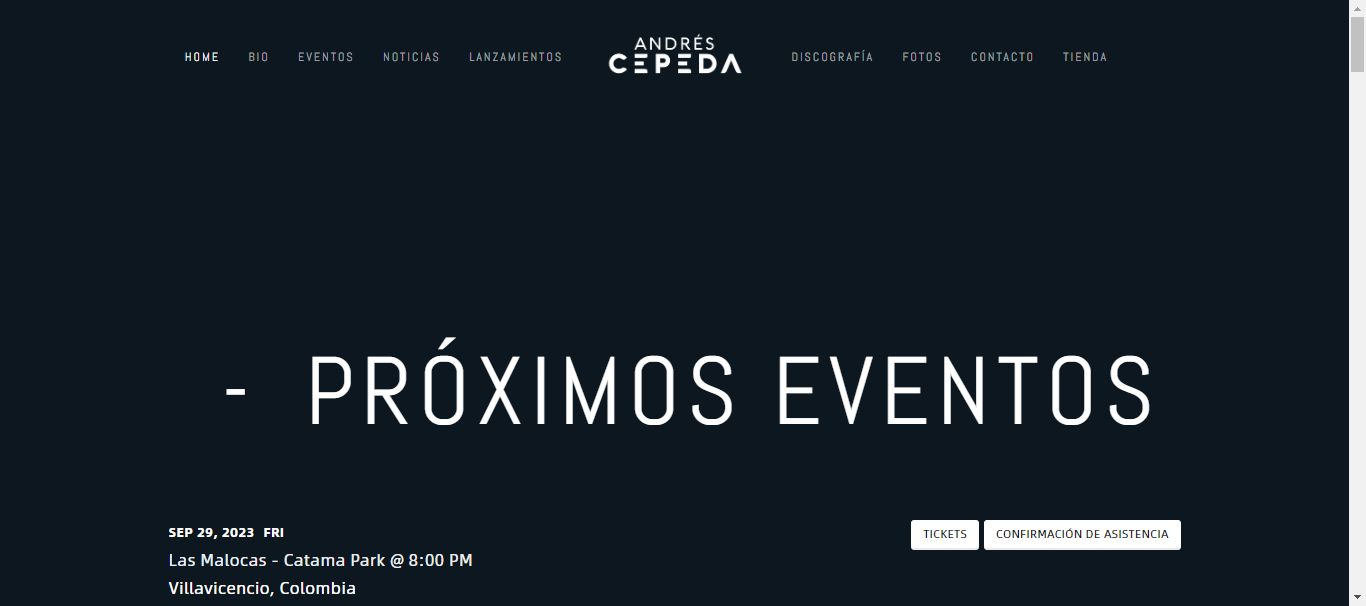 HOME BIO EVENTOS NOTICIAS LANZAMIENTOS
ANDRÉS
CEPEDA
DISCOGRAFÍA FOTOS CONTACTO TIENDA
- PRÓXIMOS EVENTOS
SEP 29, 2023 FRI
Las Malocas - Catama Park @ 8:00 PM
Villavicencio, Colombia
TICKETS CONFIRMACIÓN DE ASISTENCIA